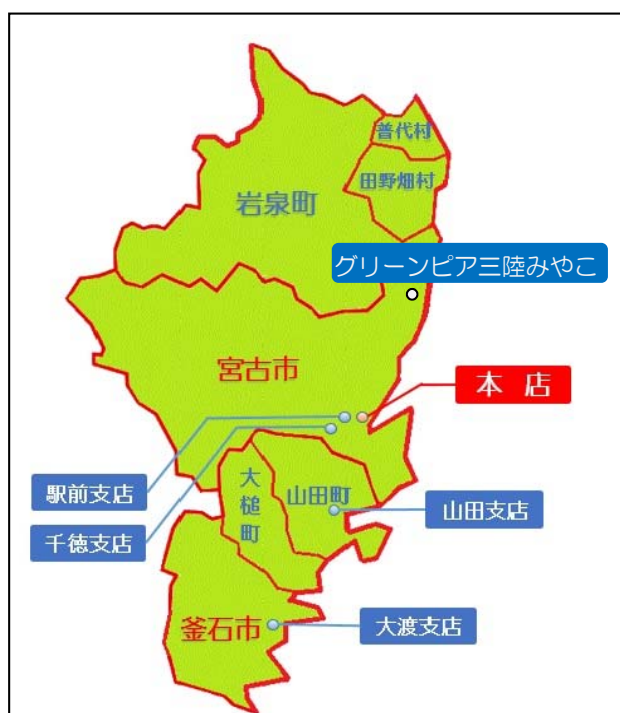 普代村
田野畑村
岩泉町
グリーンピア三陸みやこ
宮古市
本 店
駅前支店
大槌町
山田町
山田支店
千徳支店
釜石市
大渡支店